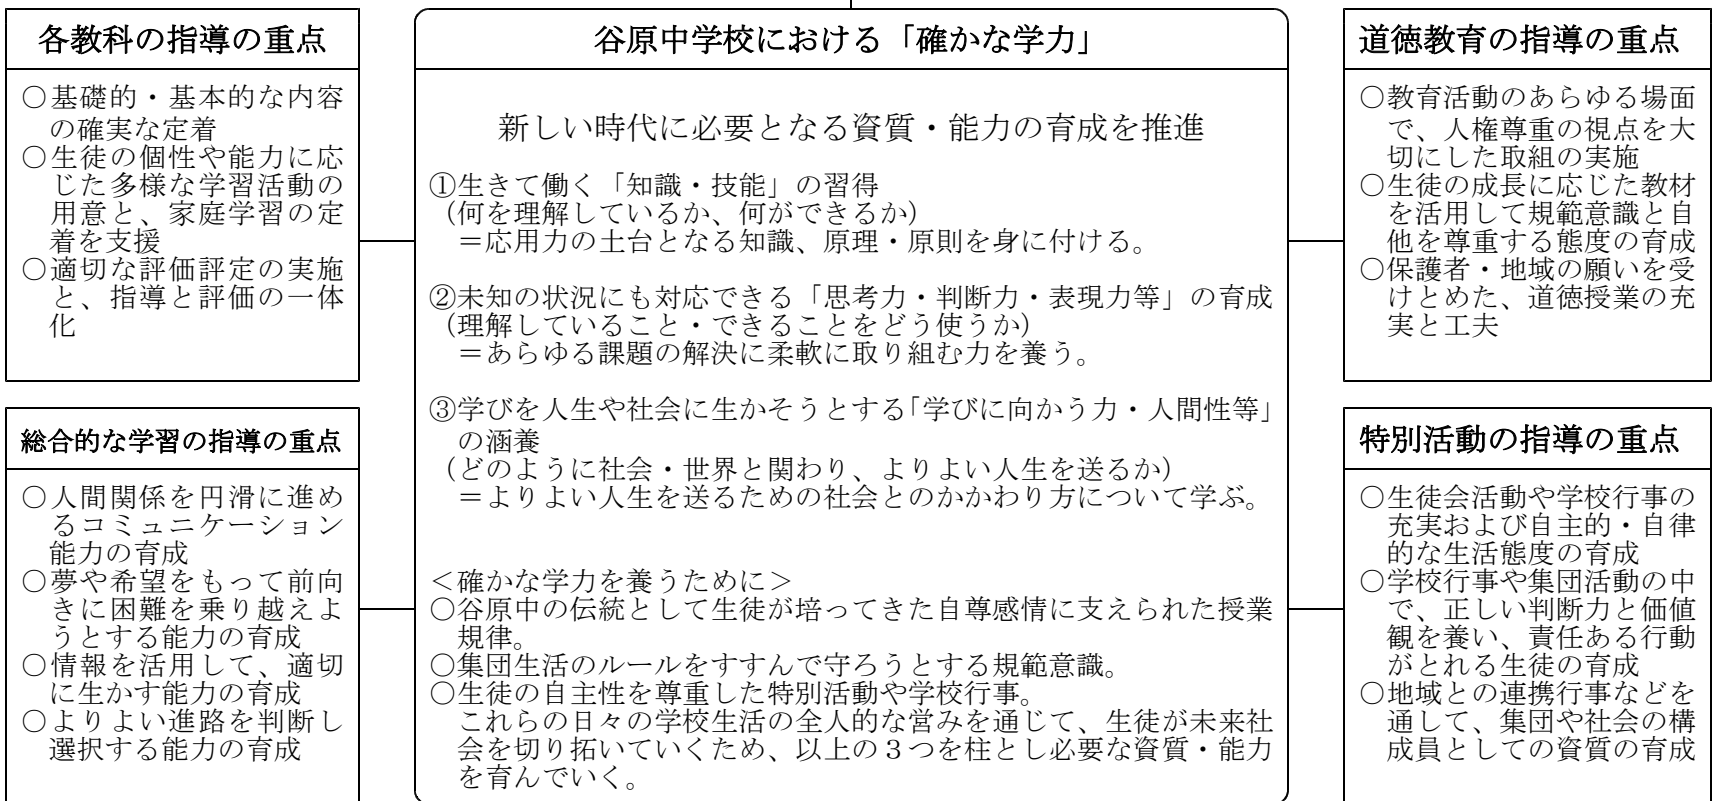 各教科の指導の重点
○基礎的・基本的な内容
の確実な定着
○生徒の個性や能力に応
じた多様な学習活動の
用意と、家庭学習の定
着を支援
○適切な評価評定の実施
と、指導と評価の一体
化
総合的な学習の指導の重点
○人間関係を円滑に進め
るコミュニケーション
能力の育成
○夢や希望をもって前向
きに困難を乗り越えよ
うとする能力の育成
○情報を活用して、適切
に生かす能力の育成
○よりよい進路を判断し
選択する能力の育成
谷原中学校における「確かな学力」
新しい時代に必要となる資質・能力の育成を推進
①生きて働く「知識・技能」の習得
(何を理解しているか、何ができるか)
＝応用力の土台となる知識、原理・原則を身に付ける。
②未知の状況にも対応できる「思考力・判断力・表現力等」の育成
(理解していること・できることをどう使うか)
＝あらゆる課題の解決に柔軟に取り組む力を養う。
③学びを人生や社会に生かそうとする「学びに向かう力・人間性等」
の涵養
(どのように社会・世界と関わり、よりよい人生を送るか)
＝よりよい人生を送るための社会とのかかわり方について学ぶ。
＜確かな学力を養うために＞
○谷原中の伝統として生徒が培ってきた自尊感情に支えられた授業
規律。
○集団生活のルールをすすんで守ろうとする規範意識。
○生徒の自主性を尊重した特別活動や学校行事。
これらの日々の学校生活の全人的な営みを通じて、生徒が未来社
会を切り拓いていくため、以上の３つを柱とし必要な資質・能力
を育んでいく。
道徳教育の指導の重点
○教育活動のあらゆる場面
で、人権尊重の視点を大
切にした取組の実施
○生徒の成長に応じた教材
を活用して規範意識と自
他を尊重する態度の育成
○保護者・地域の願いを受
けとめた、道徳授業の充
実と工夫
特別活動の指導の重点
○生徒会活動や学校行事の
充実および自主的・自律
的な生活態度の育成
○学校行事や集団活動の中
で、正しい判断力と価値
観を養い、責任ある行動
がとれる生徒の育成
○地域との連携行事などを
通して、集団や社会の構
成員としての資質の育成